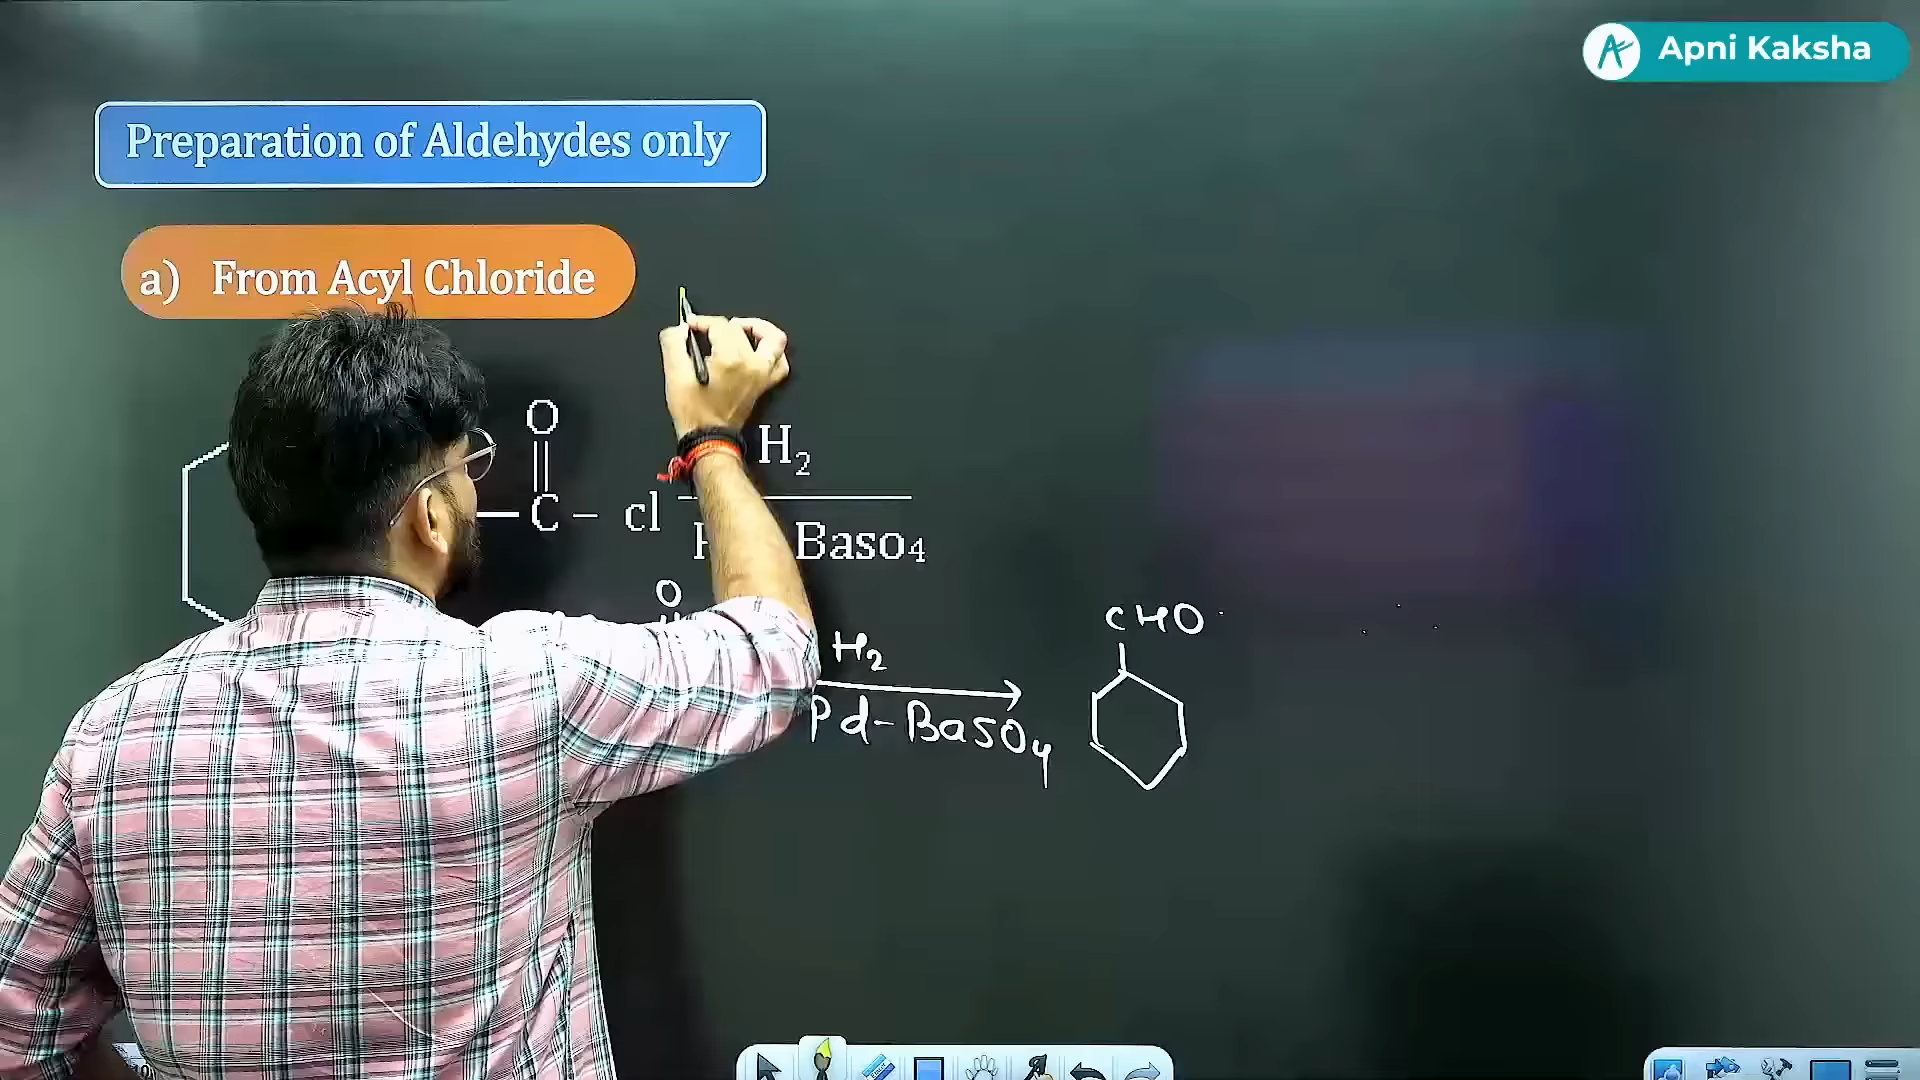 Apni Kaksha
Preparation of Aldehydes only
a) From Acyl Chloride
O
C - cl
H2
Baso4
O
H2
Pd-BaSO4
CHO